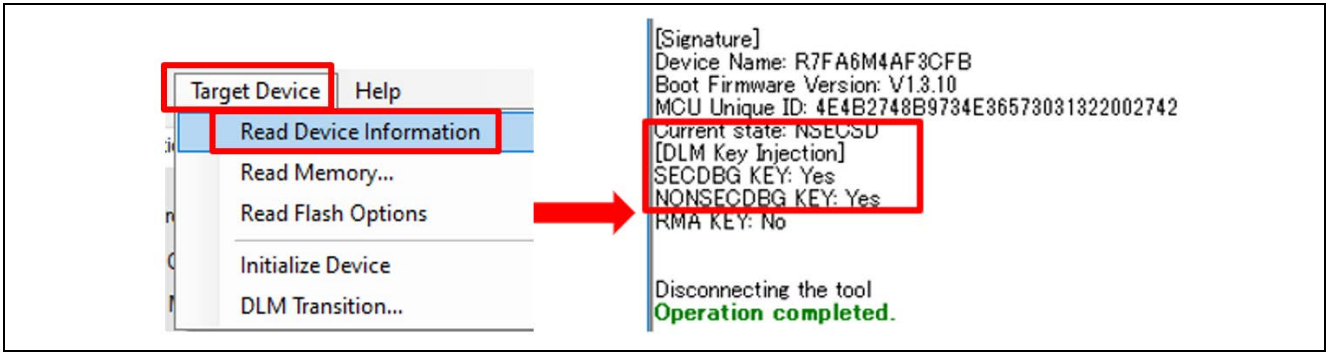 Target Device Help
Read Device Information
Read Memory...
Read Flash Options
Initialize Device
DLM Transition...
[Signature]
Device Name: R7FA6M4AF3CFB
Boot Firmware Version: V1.3.10
MCU Unique ID: 4E4B2748B9734E36573031322002742
Current state: NSECSD
[DLM Key Injection]
SECDBG KEY: Yes
NONSECDBG KEY: Yes
RMA KEY: No
Disconnecting the tool
Operation completed.